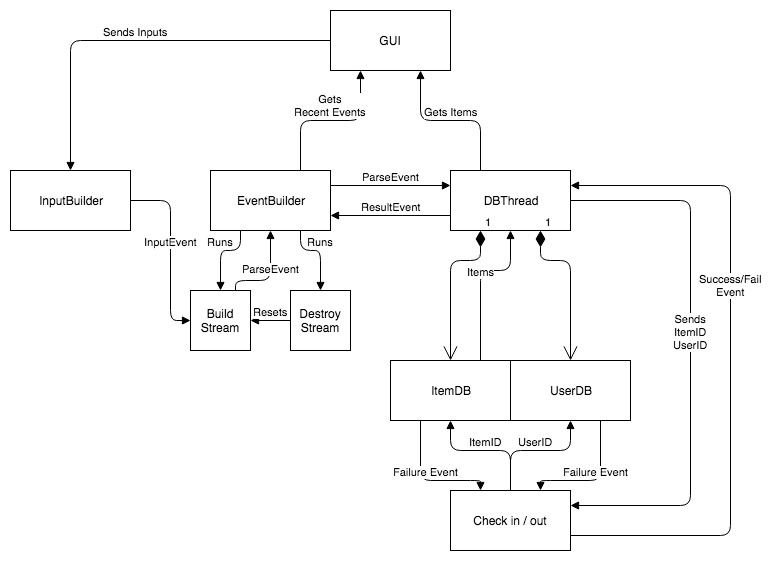 GUI
Sends Inputs
Gets
Recent Events
Gets Items
InputBuilder
EventBuilder
ParseEvent
ResultEvent
DBThread
1
1
InputEvent
Runs
Runs
ParseEvent
Items
Build
Stream
Resets
Destroy
Stream
Success/Fail
Event
Sends
ItemID
UserID
ItemDB
UserDB
ItemID
UserID
Failure Event
Failure Event
Check in / out